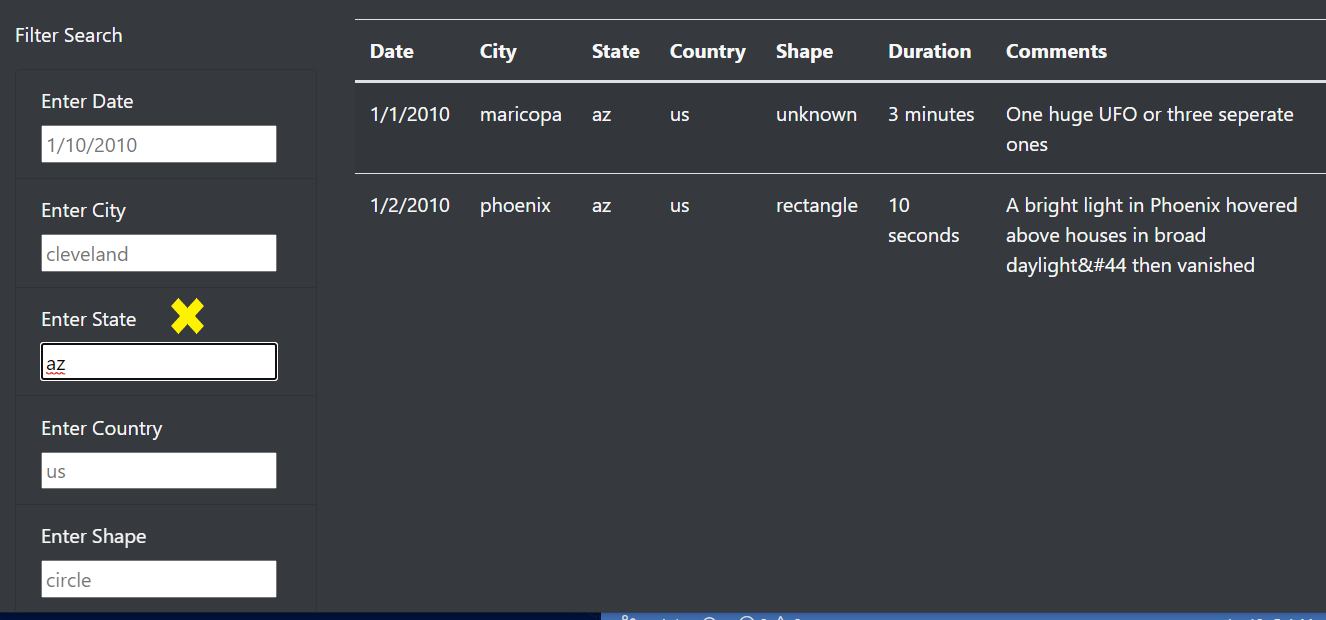 Filter Search
Enter Date
1/10/2010
Enter City
cleveland
Enter State
az
Enter Country
us
Enter Shape
circle
Date City State Country Shape Duration Comments
1/1/2010 maricopa az us unknown 3 minutes One huge UFO or three seperate
ones
1/2/2010 phoenix az us rectangle 10 A bright light in Phoenix hovered
seconds above houses in broad
daylight&#44 then vanished